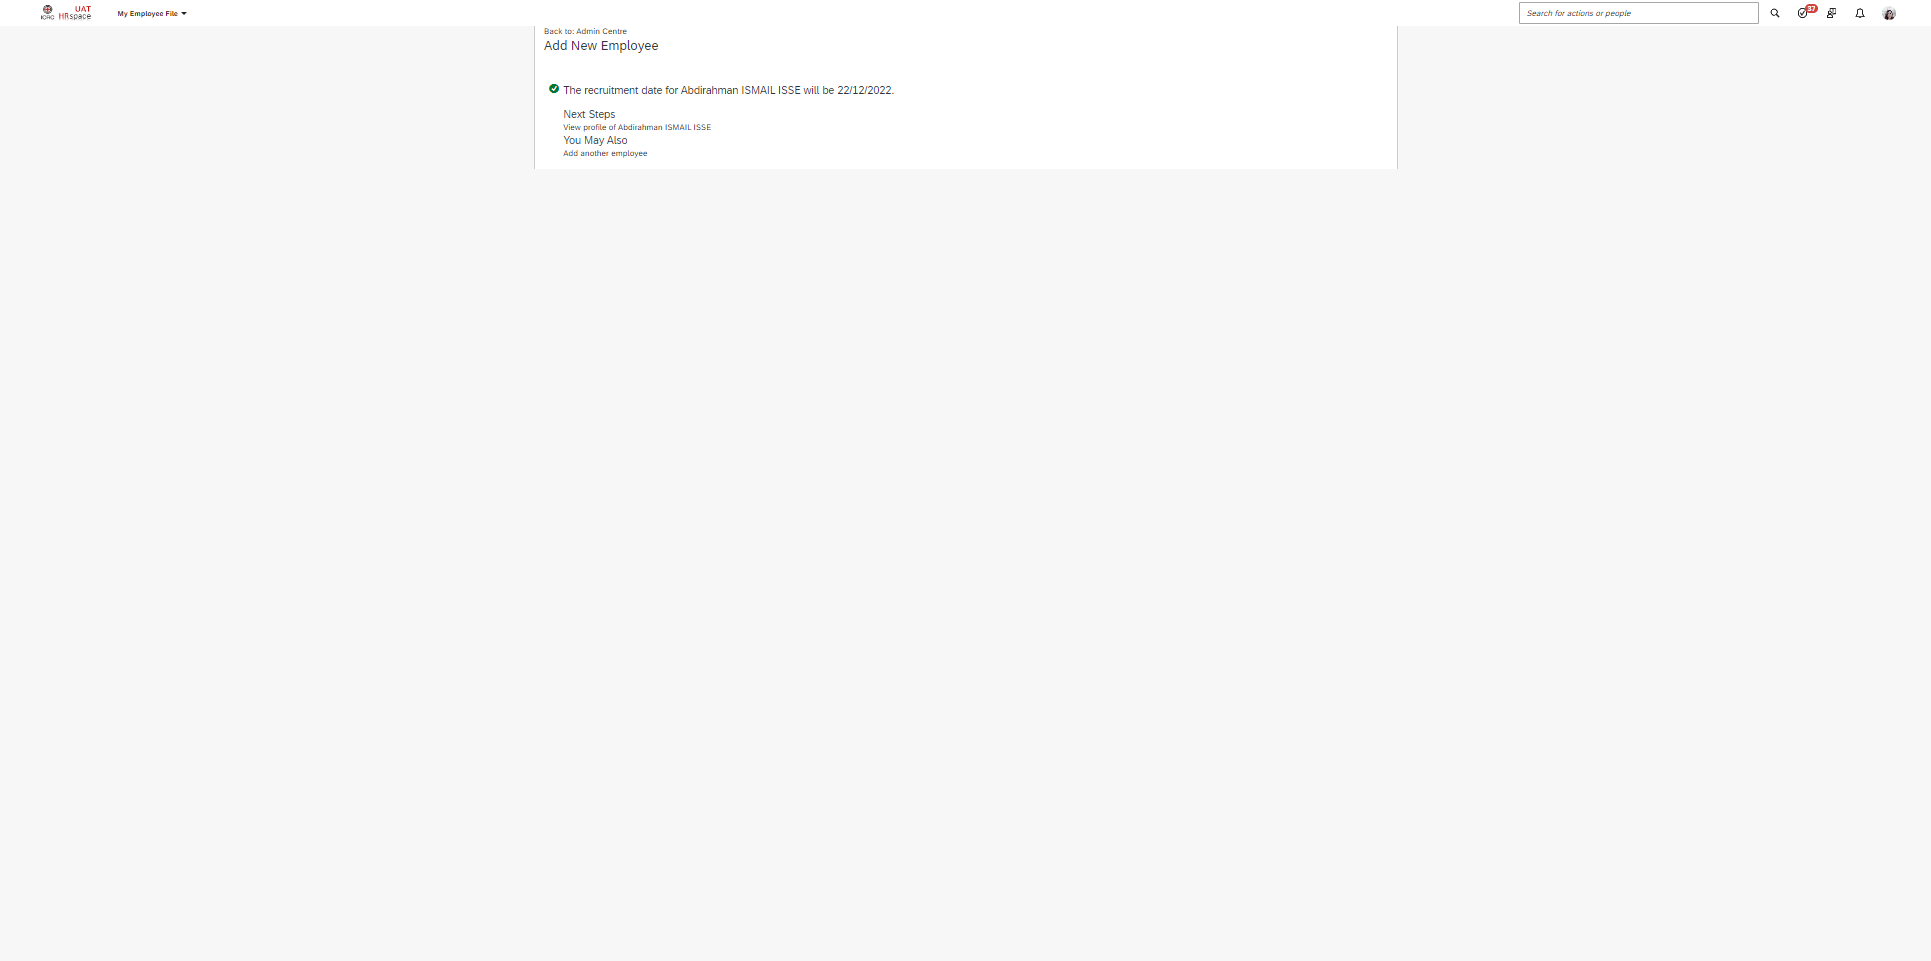 ICRC
UAT
HRspace
My Employee File
Search for actions or people
37
Back to: Admin Centre
Add New Employee
The recruitment date for Abdirahman ISMAIL ISSE will be 22/12/2022.
Next Steps
View profile of Abdirahman ISMAIL ISSE
You May Also
Add another employee